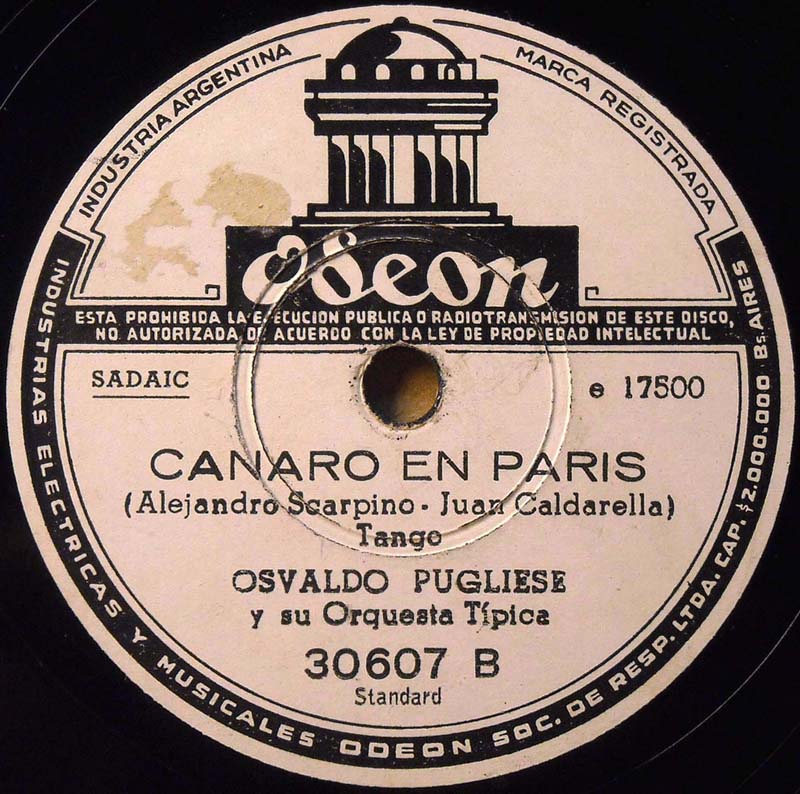 INDUSTRIA ARGENTINA
MARCA REGISTRADA
Odeon
ESTA PROHIBIDA LA EJECUCION PUBLICA O RADIOTRANSMISION DE ESTE DISCO,
NO AUTORIZADA DE ACUERDO CON LA LEY DE PROPIEDAD INTELECTUAL
SADAIC
e 17500
CANARO EN PARIS
(Alejandro Scarpino - Juan Caldarella)
Tango
OSVALDO PUGLIESE
y su Orquesta Típica
30607 B
Standard
INDUSTRIAS ELECTRICAS Y MUSICALES ODEON SOC. DE RESP. LTDA. CAP. $2.000.000 Bs AIRES